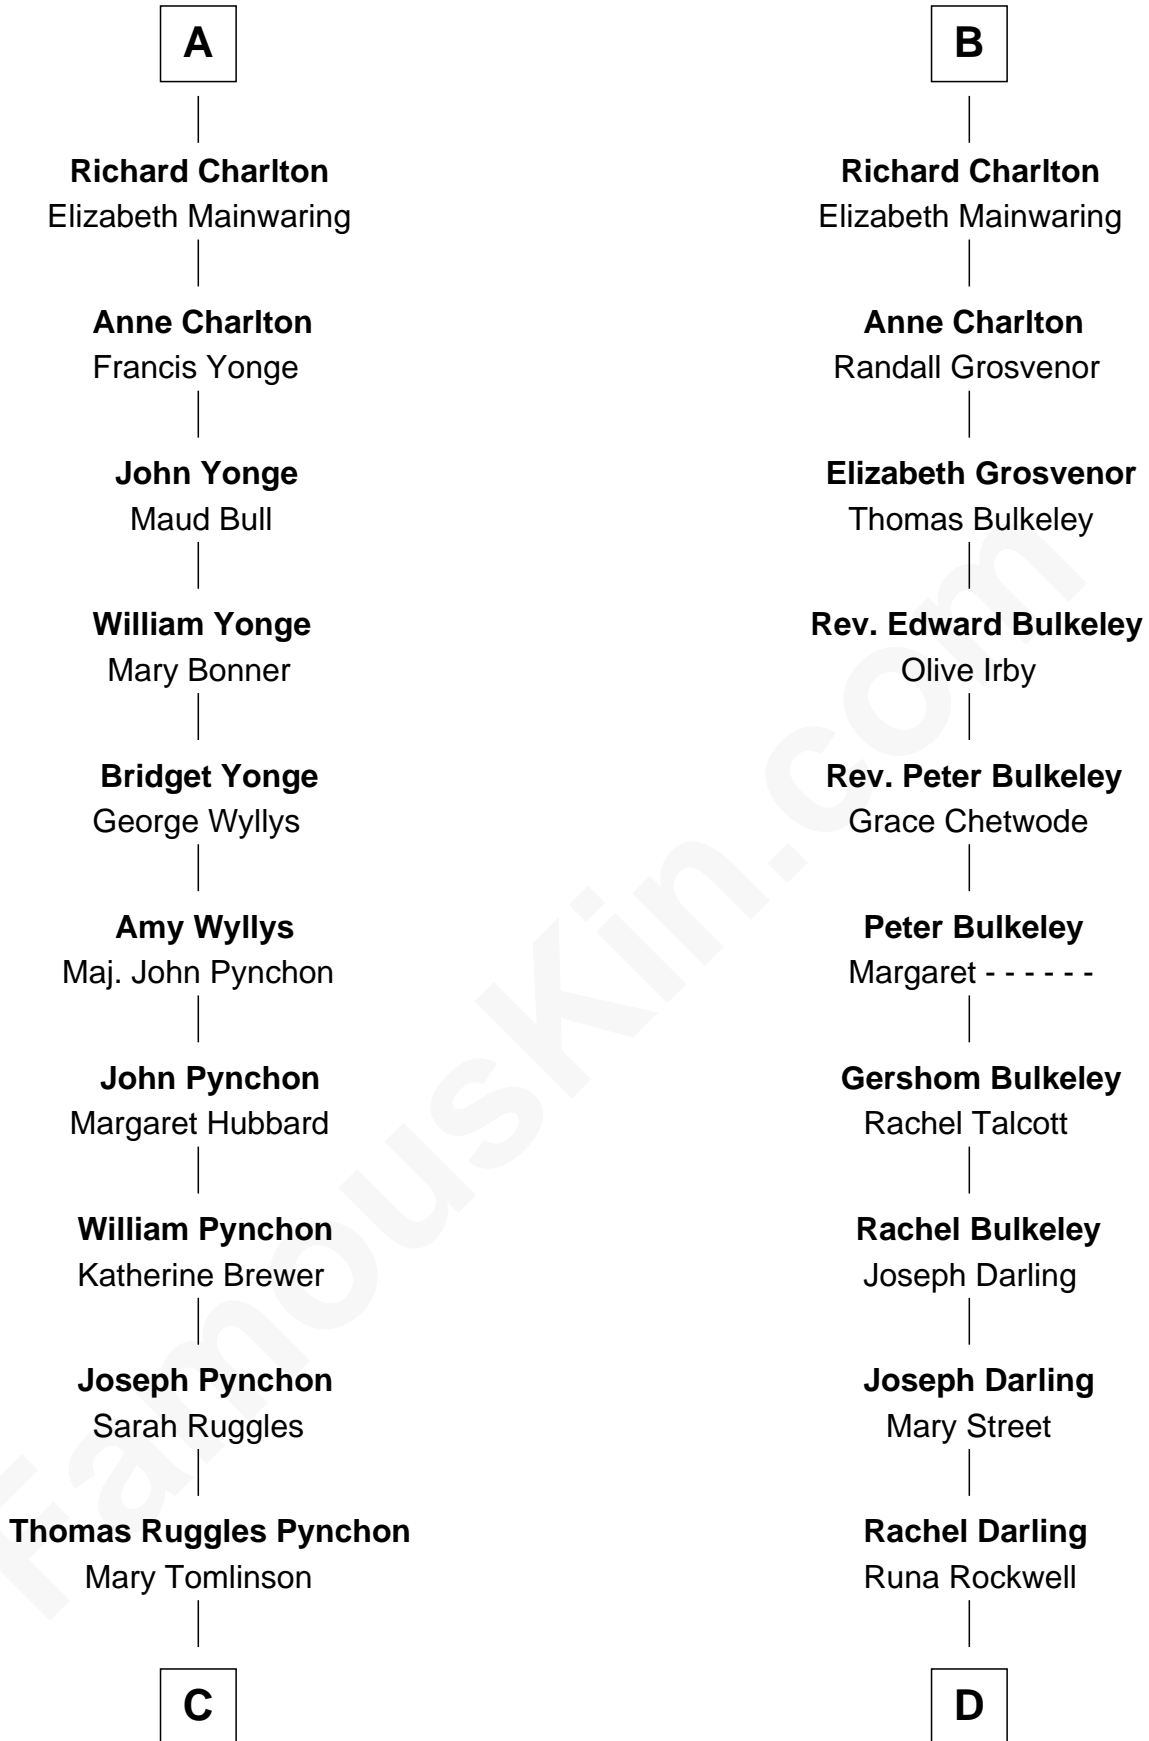 A
Richard Charlton
Elizabeth Mainwaring
Anne Charlton
Francis Yonge
John Yonge
Maud Bull
William Yonge
Mary Bonner
Bridget Yonge
George Wyllys
Amy Wyllys
Maj. John Pynchon
John Pynchon
Margaret Hubbard
William Pynchon
Katherine Brewer
Joseph Pynchon
Sarah Ruggles
Thomas Ruggles Pynchon
Mary Tomlinson
C
B
Richard Charlton
Elizabeth Mainwaring
Anne Charlton
Randall Grosvenor
Elizabeth Grosvenor
Thomas Bulkeley
Rev. Edward Bulkeley
Olive Irby
Rev. Peter Bulkeley
Grace Chetwode
Peter Bulkeley
Margaret - - - - - -
Gershom Bulkeley
Rachel Talcott
Rachel Bulkeley
Joseph Darling
Joseph Darling
Mary Street
Rachel Darling
Runa Rockwell
D
FamousKin.com